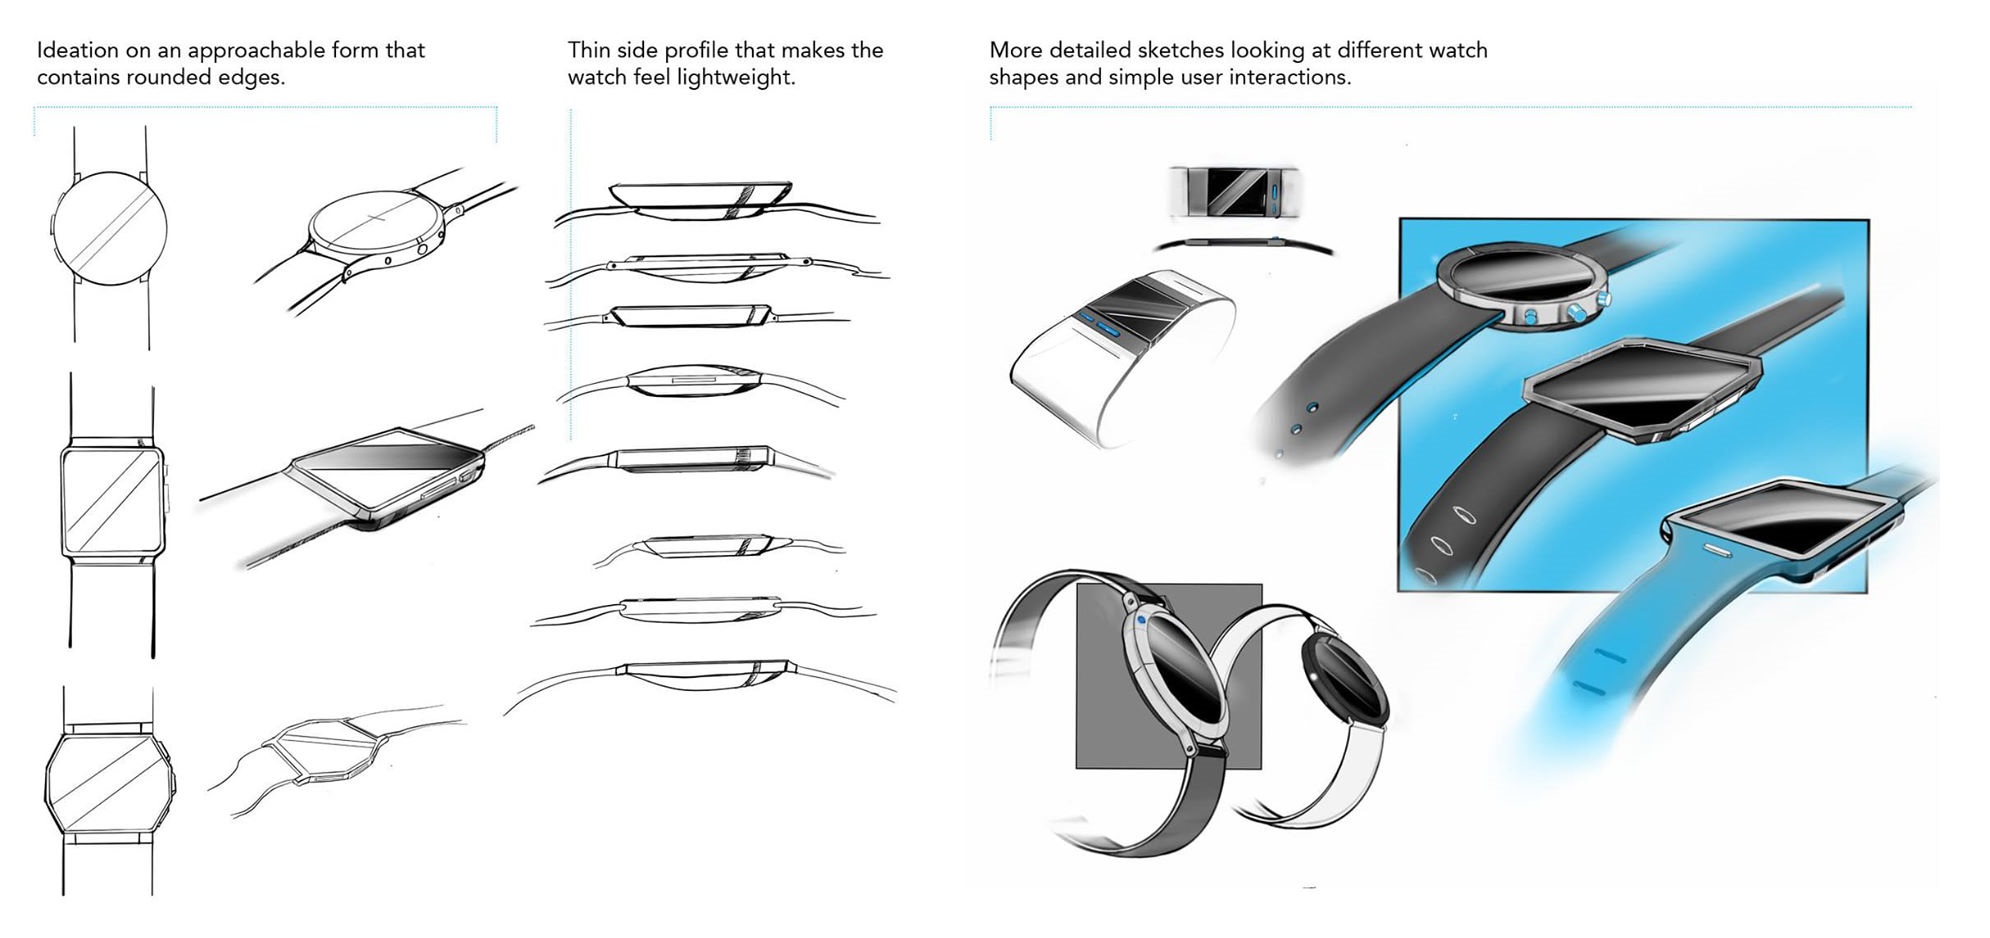 Ideation on an approachable form that
contains rounded edges.
Thin side profile that makes the
watch feel lightweight.
More detailed sketches looking at different watch
shapes and simple user interactions.